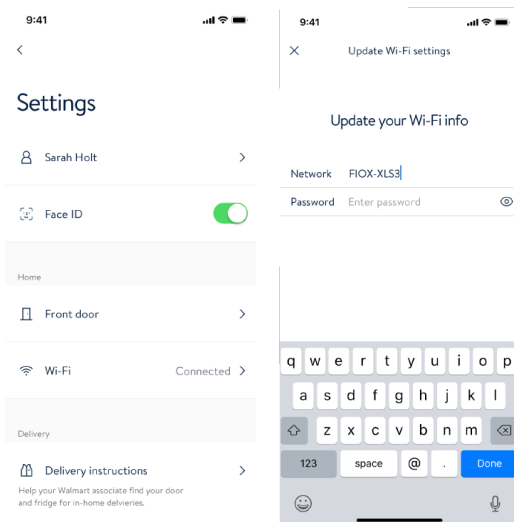 9:41
Settings
Sarah Holt
Face ID
Home
Front door
Wi-Fi Connected
Delivery
Delivery instructions
Help your Walmart associate find your door
and fridge for in-home delvieries.
9:41
Update Wi-Fi settings
Update your Wi-Fi info
Network FIOX-XLS3
Password Enter password
q w e r t y u i o p
a s d f g h j k l
z x c v b n m
123 space @ . Done